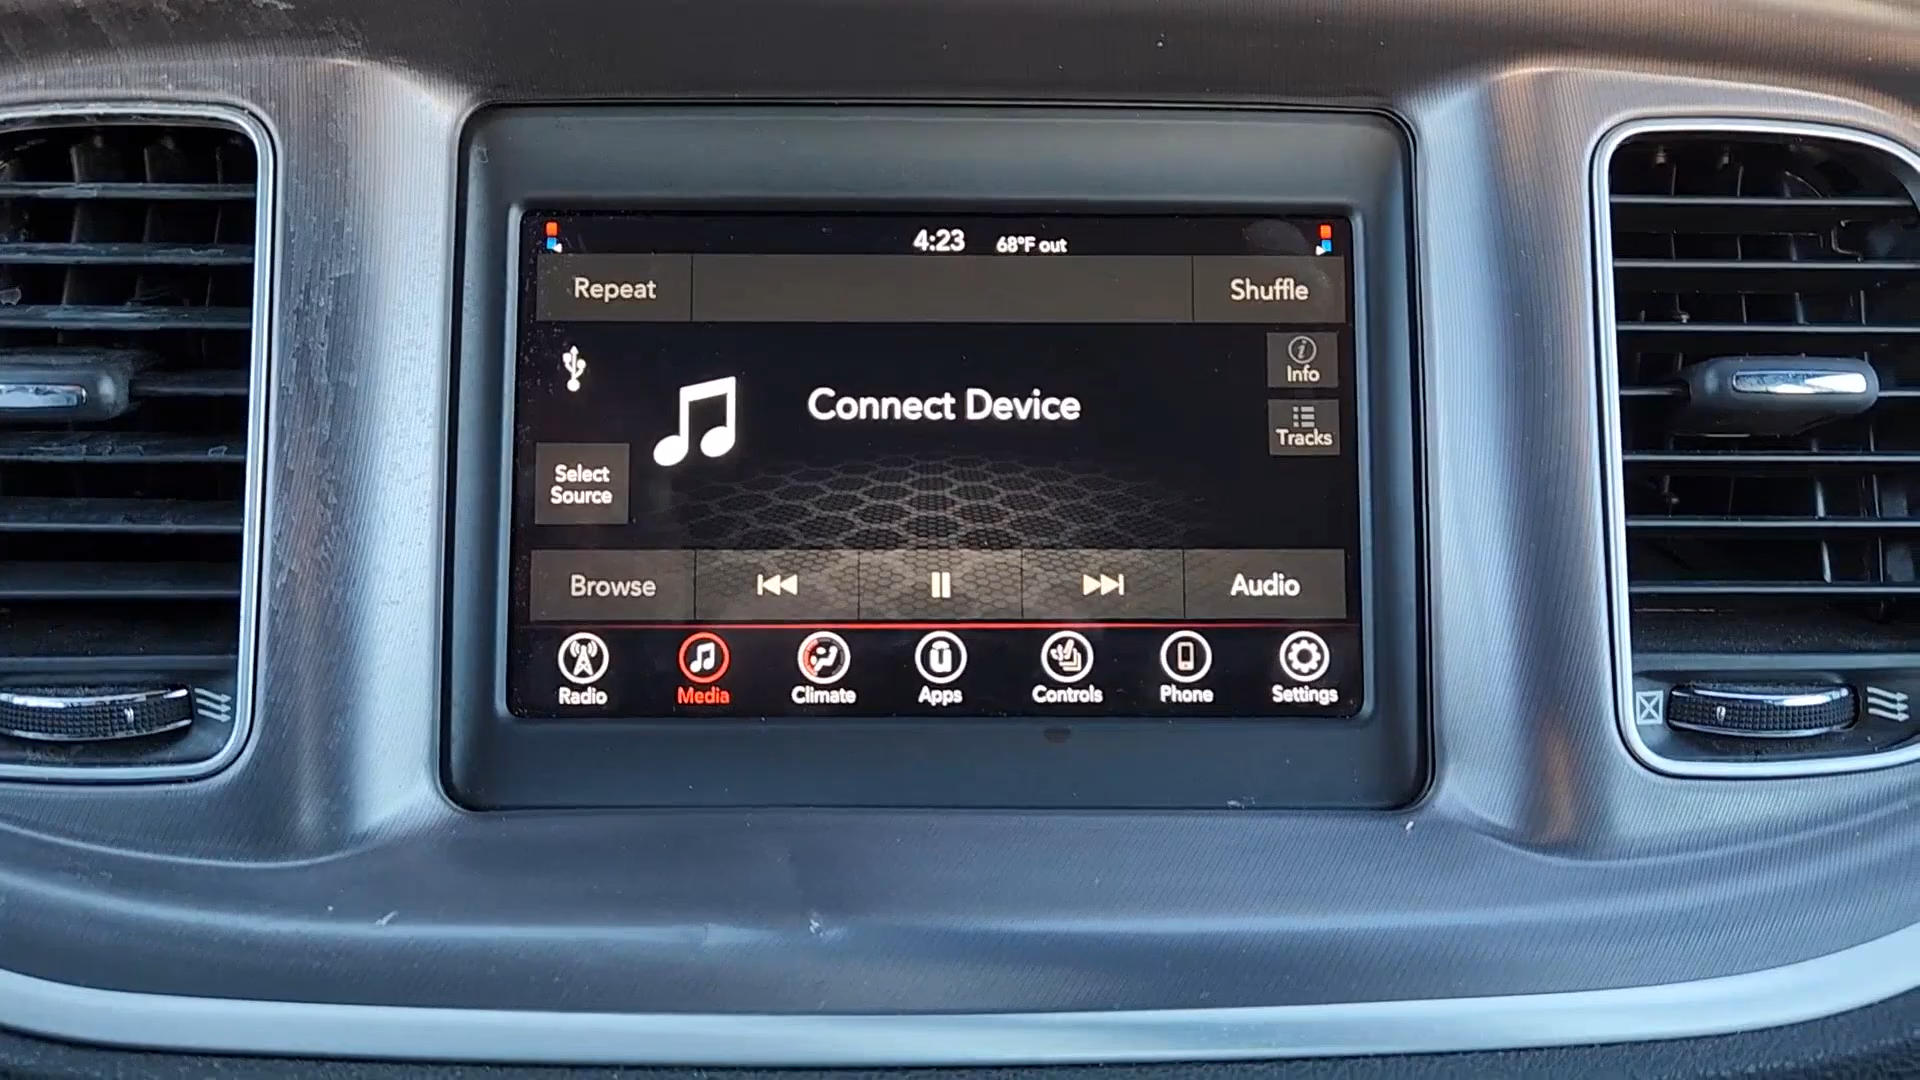 4:23 68°F out
Repeat
Shuffle
Info
Connect Device
Tracks
Select
Source
Browse
Audio
Radio
Media
Climate
Apps
Controls
Phone
Settings